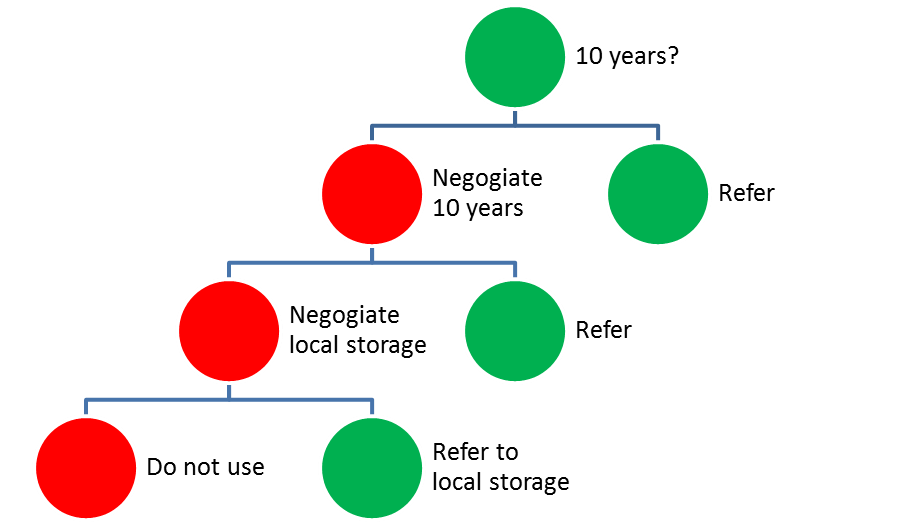 10 years?
Negogiate
10 years
Refer
Negogiate
local storage
Refer
Do not use
Refer to
local storage